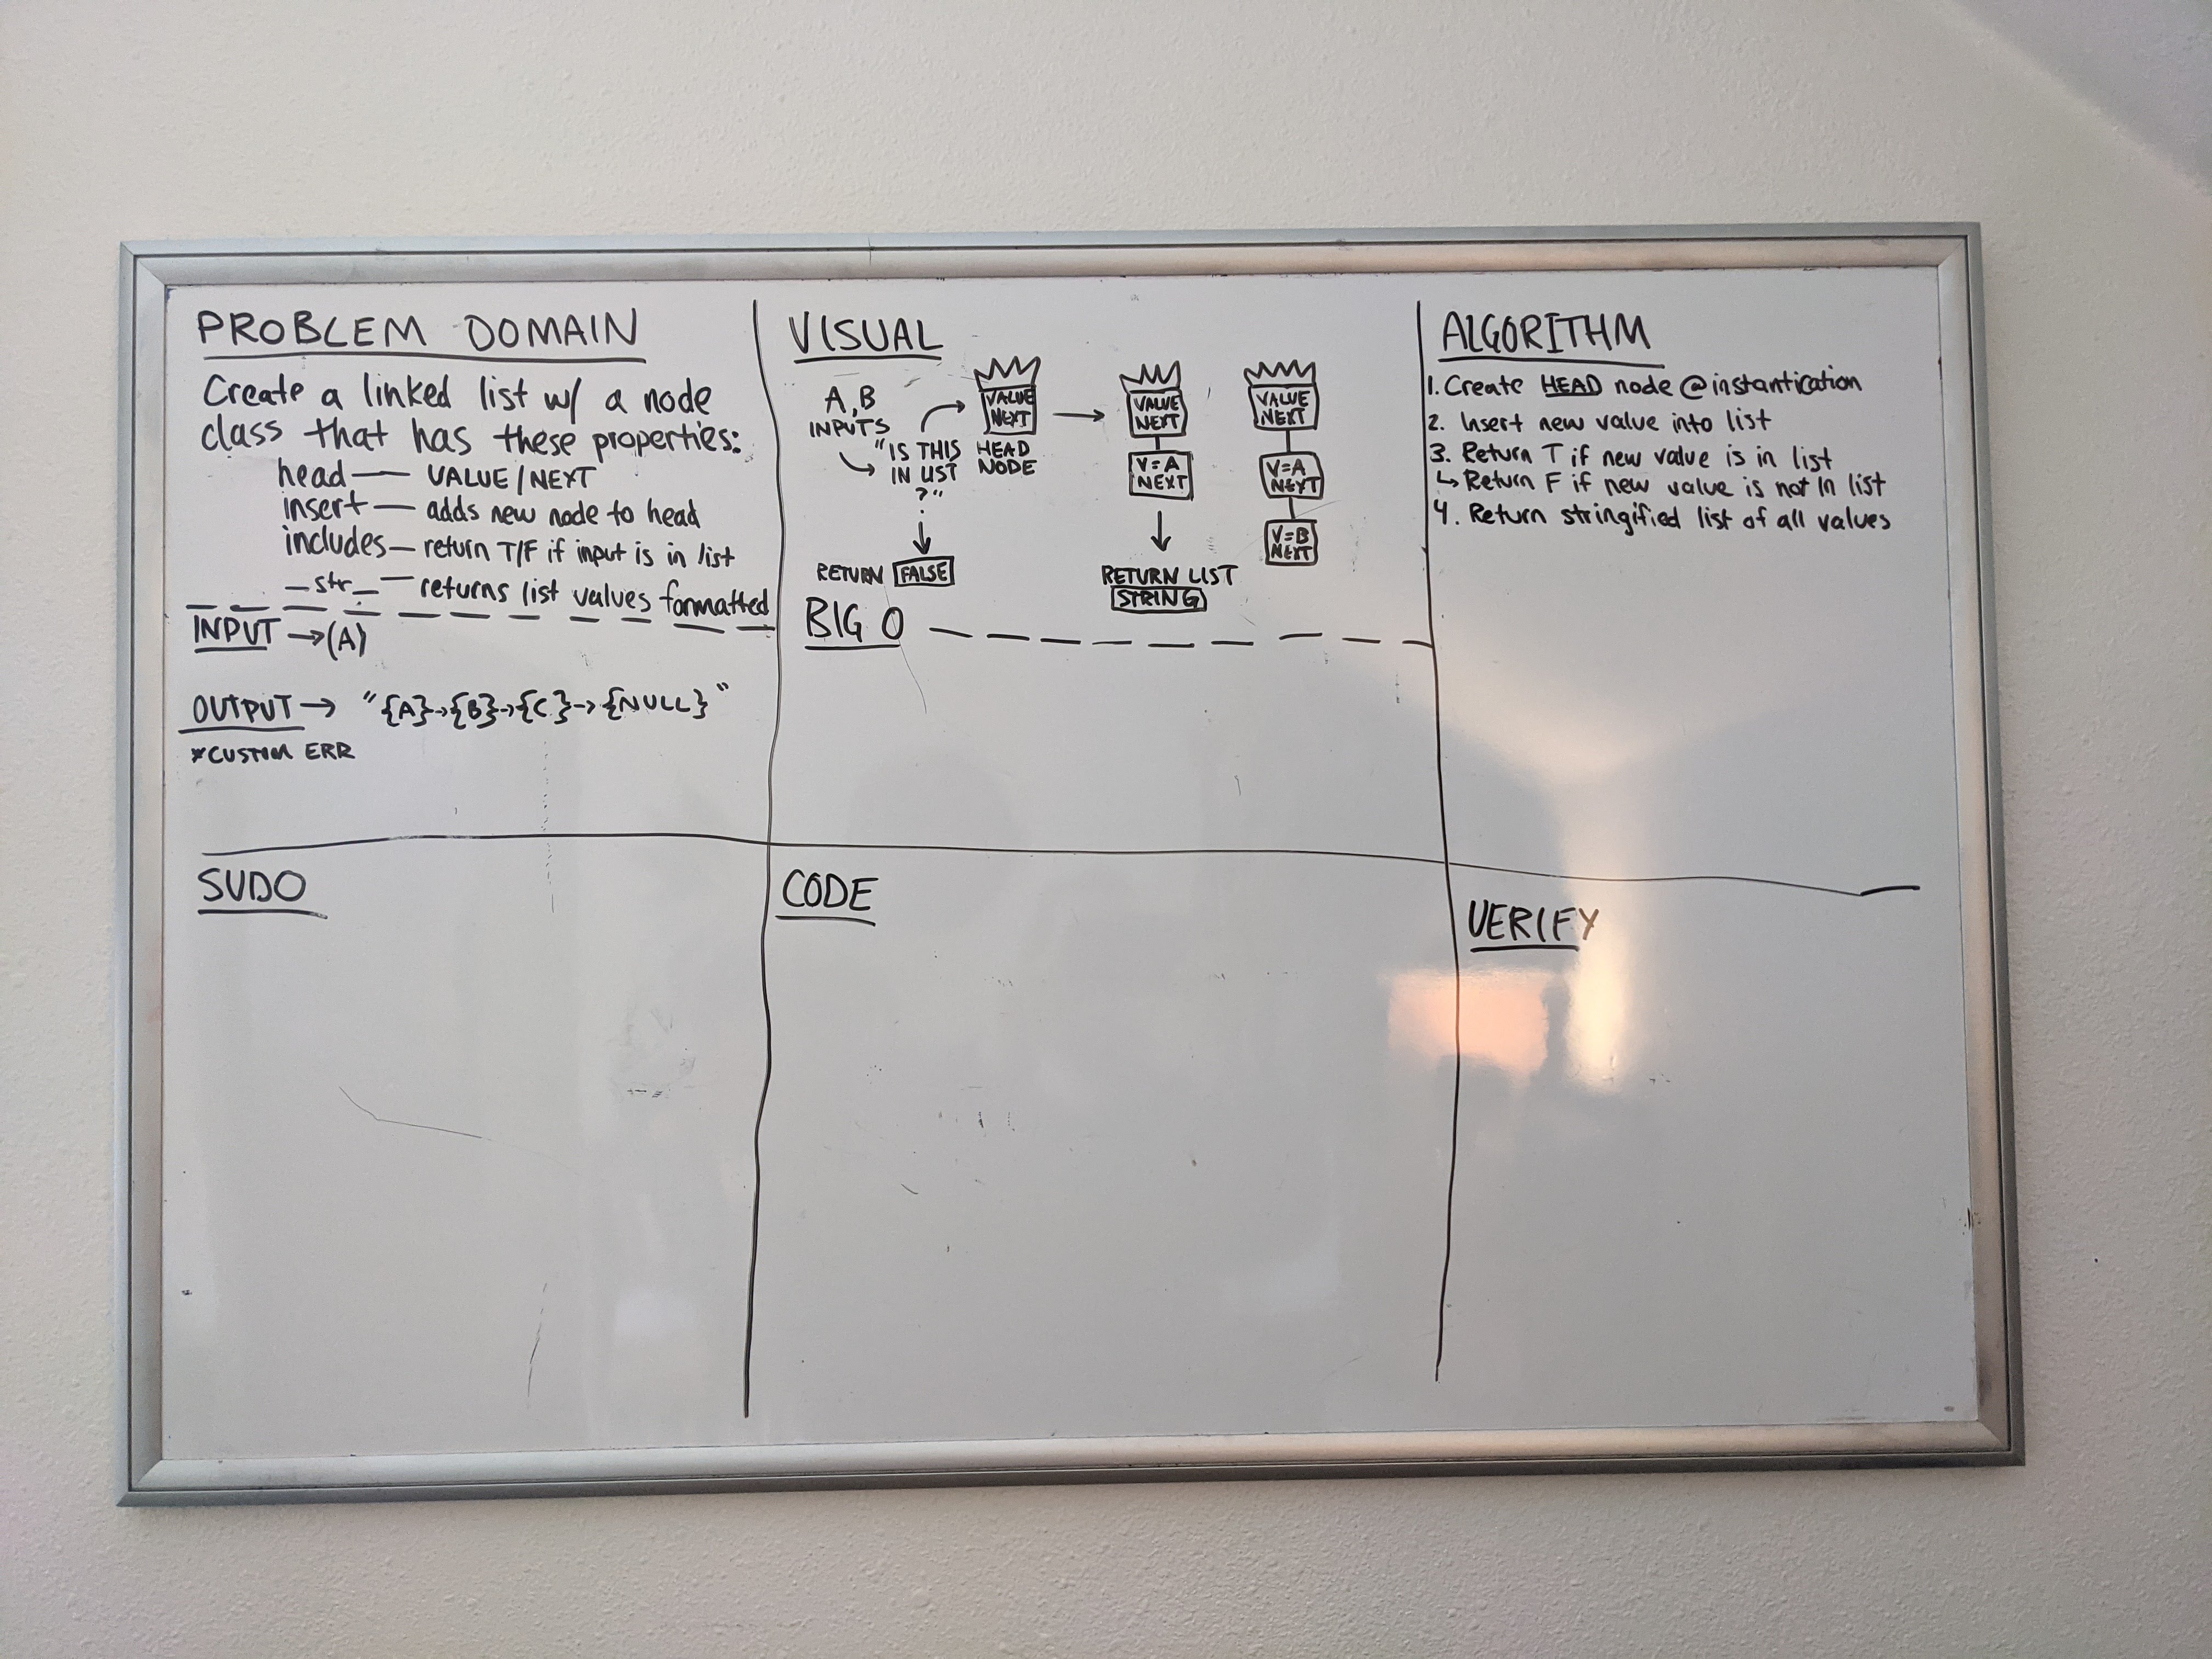 PROBLEM DOMAIN
Create a linked list w/ a node
class that has these properties:
head — VALUE/NEXT
insert — adds new node to head
includes — return T/F if input is in list
__str__ — returns list values formatted
INPUT → (A)
OUTPUT → "{A}→{B}→{C}→{NULL}"
*CUSTOM ERR
VISUAL
A, B
INPUTS
"IS THIS
IN LIST
?"
RETURN FALSE
VALUE
NEXT
HEAD
NODE
VALUE
NEXT
V=A
NEXT
RETURN LIST
STRING
VALUE
NEXT
V=A
NEXT
V=B
NEXT
BIG O
ALGORITHM
1. Create HEAD node @instantication
2. Insert new value into list
3. Return T if new value is in list
↳ Return F if new value is not in list
4. Return stringified list of all values
SUDO
CODE
VERIFY